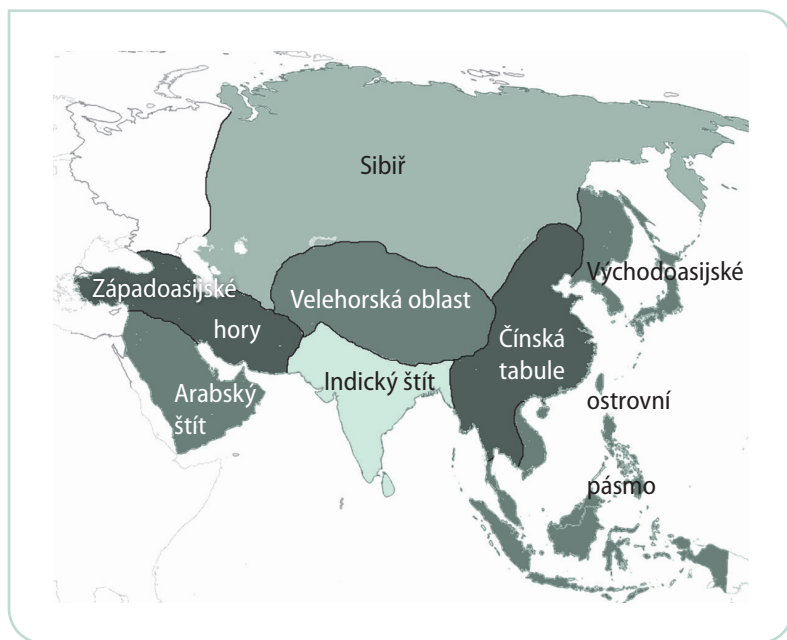 Sibiř
Východoasijské
Západoasijské
hory
Velehorská oblast
Čínská
tabule
Indický štít
Arabský
štít
ostrovní
pásmo